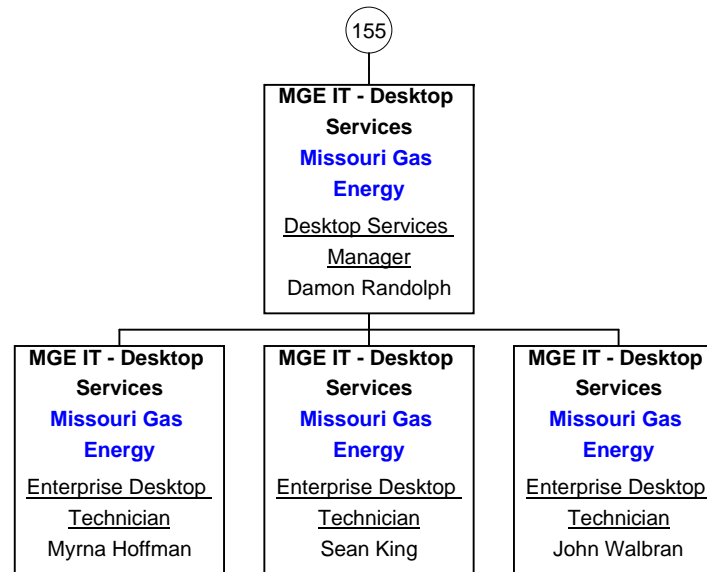 155
MGE IT - Desktop
Services
Missouri Gas
Energy
Desktop Services
Manager
Damon Randolph
MGE IT - Desktop
Services
Missouri Gas
Energy
Enterprise Desktop
Technician
Myrna Hoffman
MGE IT - Desktop
Services
Missouri Gas
Energy
Enterprise Desktop
Technician
Sean King
MGE IT - Desktop
Services
Missouri Gas
Energy
Enterprise Desktop
Technician
John Walbran